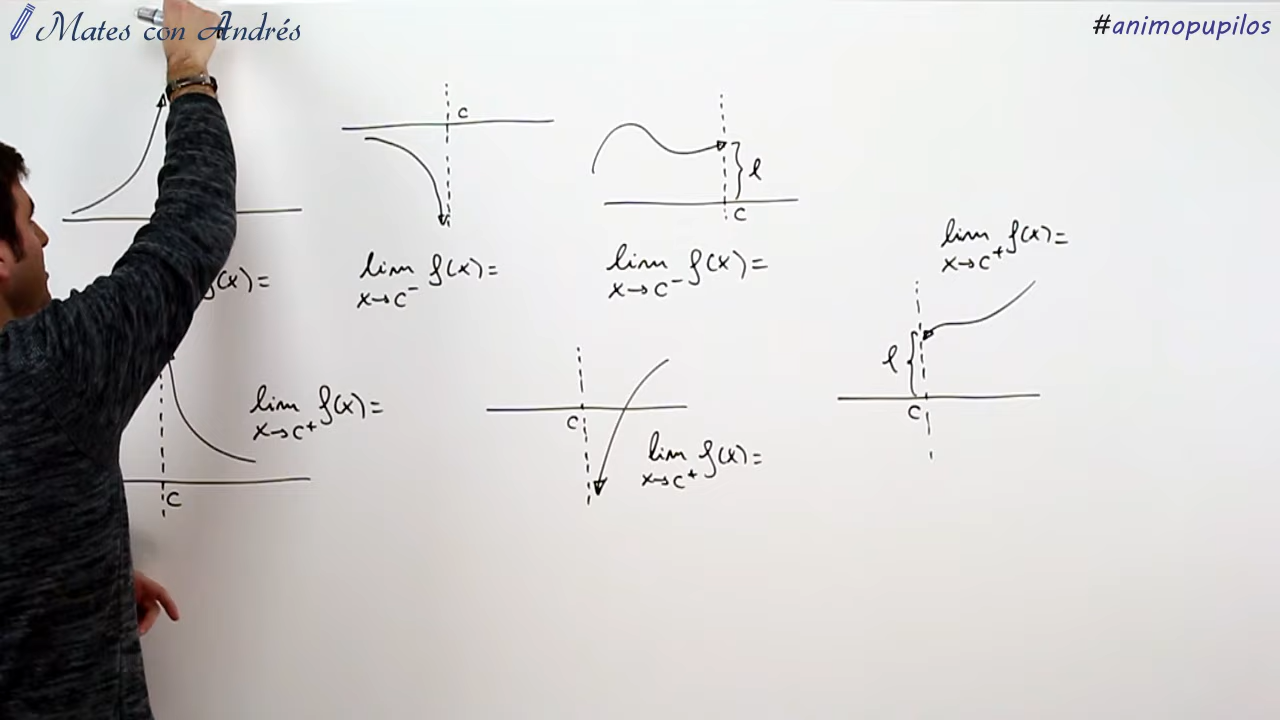 Mates con Andrés
#animopupilos
c
l
c
f(x)=
lim f(x)=
x→c⁻
lim f(x)=
x→c⁻
lim f(x)=
x→c⁺
l
c
lim f(x)=
x→c⁺
c
c
lim f(x)=
x→c⁺